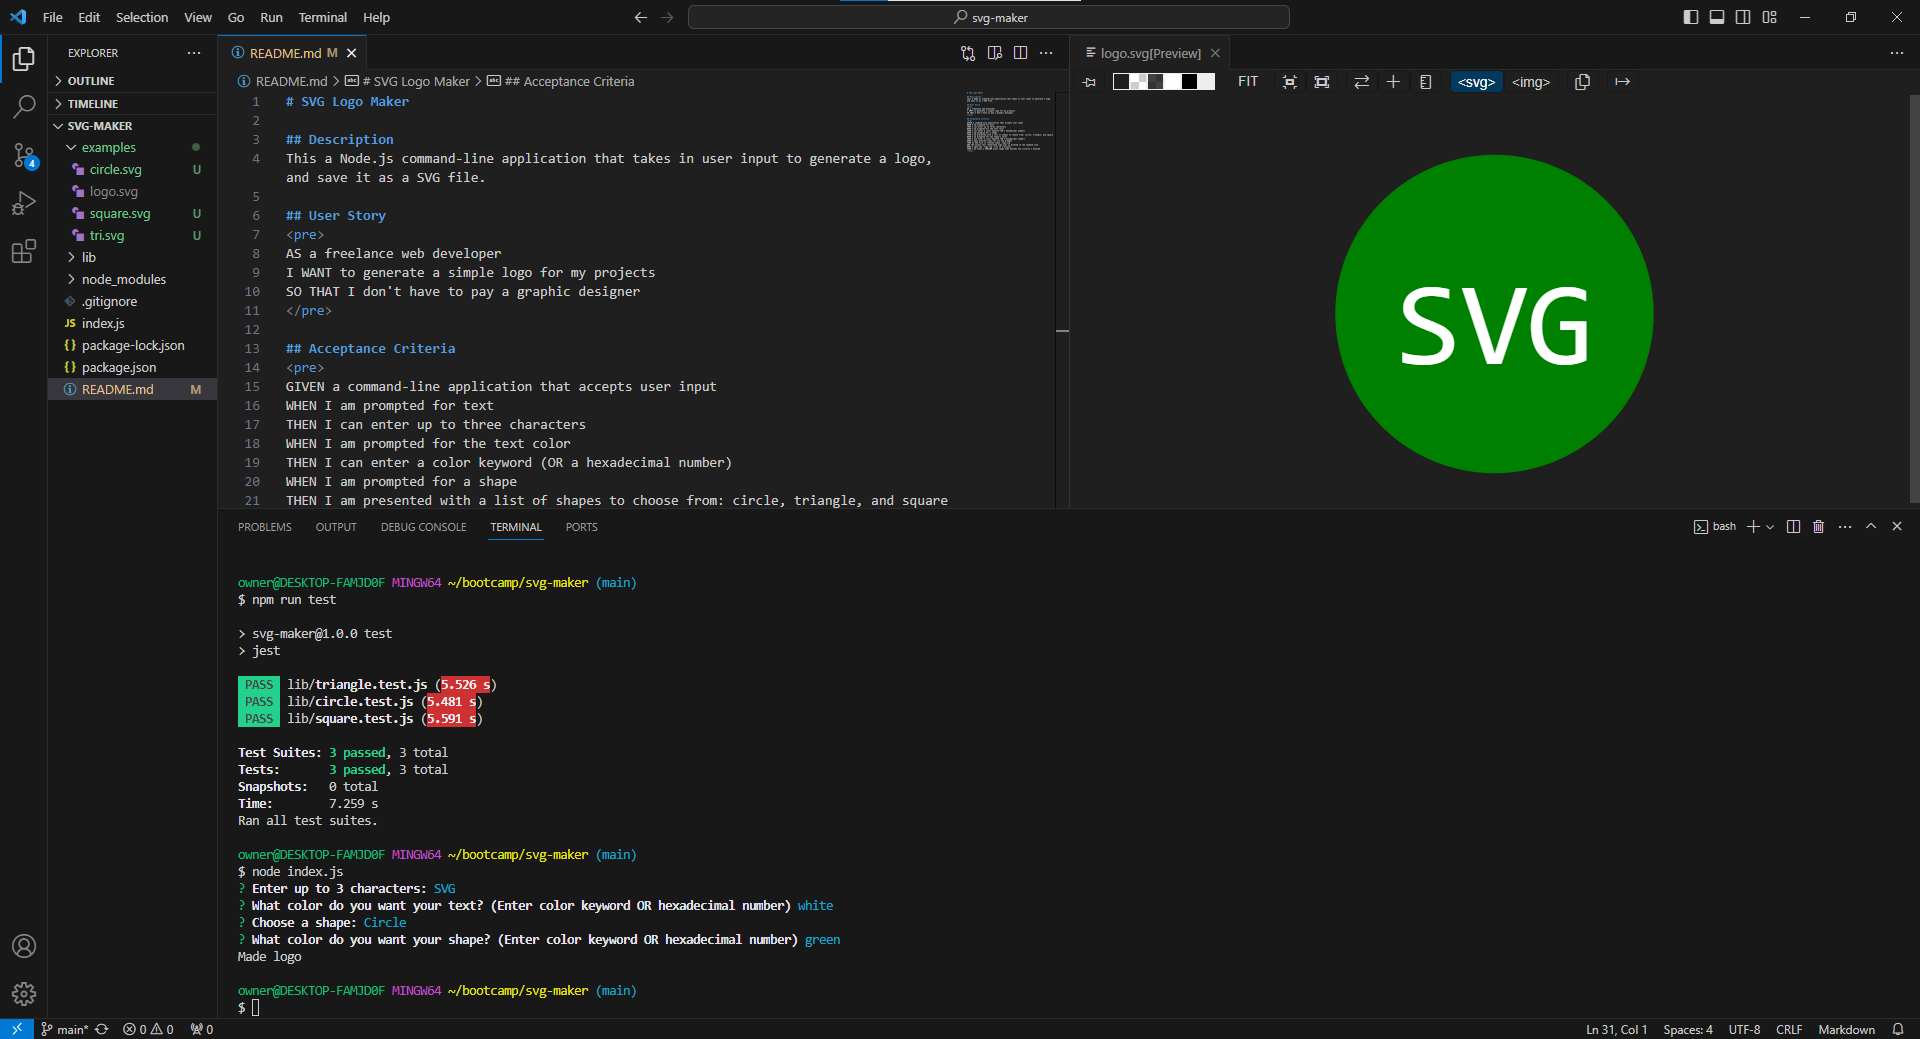 File Edit Selection View Go Run Terminal Help
svg-maker
EXPLORER
OUTLINE
TIMELINE
SVG-MAKER
examples
circle.svg U
logo.svg
square.svg U
tri.svg U
lib
node_modules
.gitignore
JS index.js
{} package-lock.json
{} package.json
README.md M
4
README.md M
README.md > # SVG Logo Maker > ## Acceptance Criteria
1 # SVG Logo Maker
2
3 ## Description
4 This a Node.js command-line application that takes in user input to generate a logo,
and save it as a SVG file.
5
6 ## User Story
7 <pre>
8 AS a freelance web developer
9 I WANT to generate a simple logo for my projects
10 SO THAT I don't have to pay a graphic designer
11 </pre>
12
13 ## Acceptance Criteria
14 <pre>
15 GIVEN a command-line application that accepts user input
16 WHEN I am prompted for text
17 THEN I can enter up to three characters
18 WHEN I am prompted for the text color
19 THEN I can enter a color keyword (OR a hexadecimal number)
20 WHEN I am prompted for a shape
21 THEN I am presented with a list of shapes to choose from: circle, triangle, and square
logo.svg[Preview]
FIT <svg> <img>
SVG
PROBLEMS OUTPUT DEBUG CONSOLE TERMINAL PORTS
bash
owner@DESKTOP-FAMJD0F MINGW64 ~/bootcamp/svg-maker (main)
$ npm run test
> svg-maker@1.0.0 test
> jest
PASS lib/triangle.test.js (5.526 s)
PASS lib/circle.test.js (5.481 s)
PASS lib/square.test.js (5.591 s)
Test Suites: 3 passed, 3 total
Tests: 3 passed, 3 total
Snapshots: 0 total
Time: 7.259 s
Ran all test suites.
owner@DESKTOP-FAMJD0F MINGW64 ~/bootcamp/svg-maker (main)
$ node index.js
? Enter up to 3 characters: SVG
? What color do you want your text? (Enter color keyword OR hexadecimal number) white
? Choose a shape: Circle
? What color do you want your shape? (Enter color keyword OR hexadecimal number) green
Made logo
owner@DESKTOP-FAMJD0F MINGW64 ~/bootcamp/svg-maker (main)
$
main* 0 0 0
Ln 31, Col 1 Spaces: 4 UTF-8 CRLF Markdown